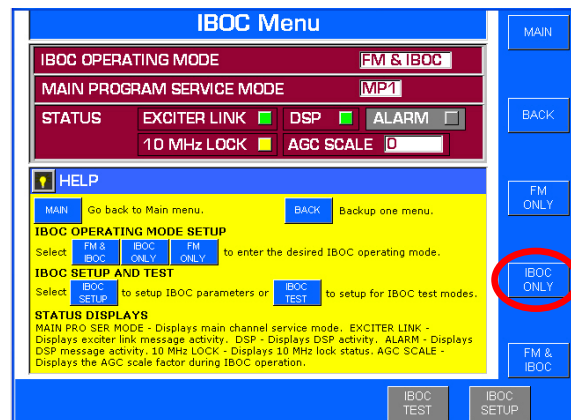 IBOC Menu
MAIN
IBOC OPERATING MODE FM & IBOC
MAIN PROGRAM SERVICE MODE MP1
STATUS EXCITER LINK DSP ALARM
10 MHz LOCK AGC SCALE 0
BACK
HELP
MAIN Go back to Main menu. BACK Backup one menu.
IBOC OPERATING MODE SETUP
Select FM & IBOC IBOC ONLY FM ONLY to enter the desired IBOC operating mode.
IBOC SETUP AND TEST
Select IBOC SETUP to setup IBOC parameters or IBOC TEST to setup for IBOC test modes.
STATUS DISPLAYS
MAIN PRO SER MODE - Displays main channel service mode. EXCITER LINK -
Displays exciter link message activity. DSP - Displays DSP activity. ALARM - Displays
DSP message activity. 10 MHz LOCK - Displays 10 MHz lock status. AGC SCALE -
Displays the AGC scale factor during IBOC operation.
FM
ONLY
IBOC
ONLY
FM &
IBOC
IBOC
TEST
IBOC
SETUP